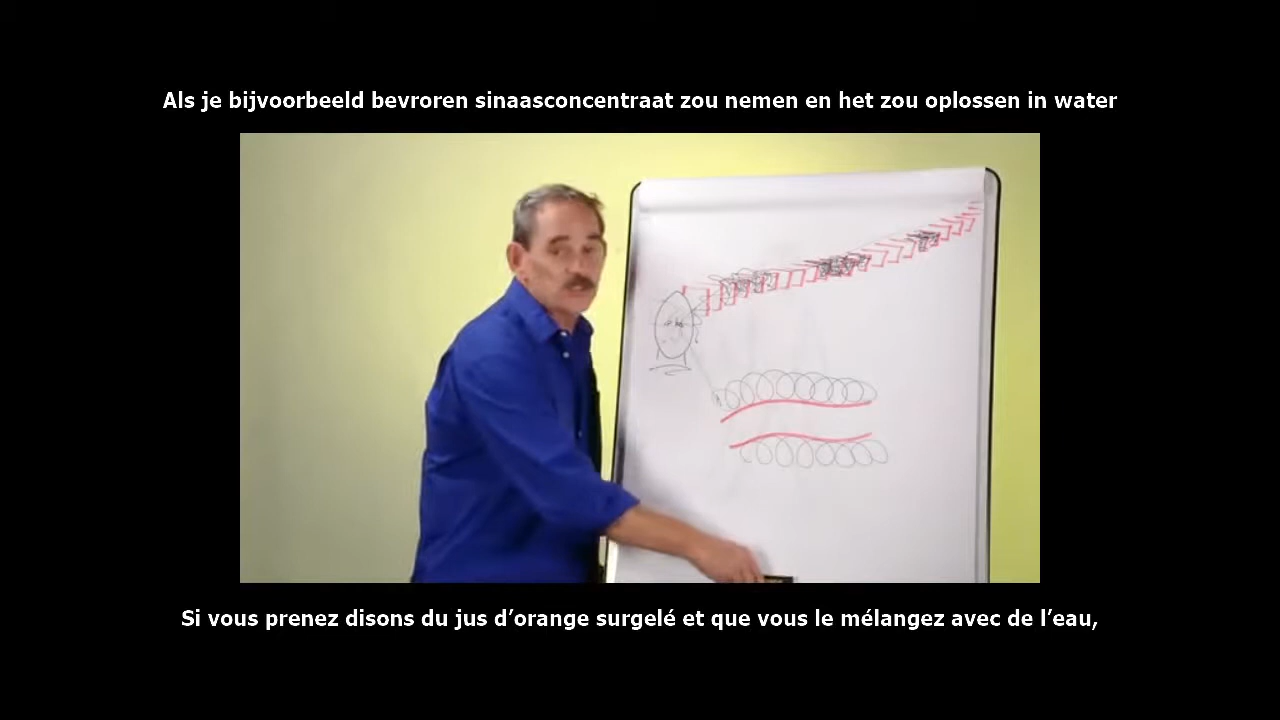 Als je bijvoorbeeld bevroren sinaasconcentraat zou nemen en het zou oplossen in water
Si vous prenez disons du jus d’orange surgelé et que vous le mélangez avec de l’eau,